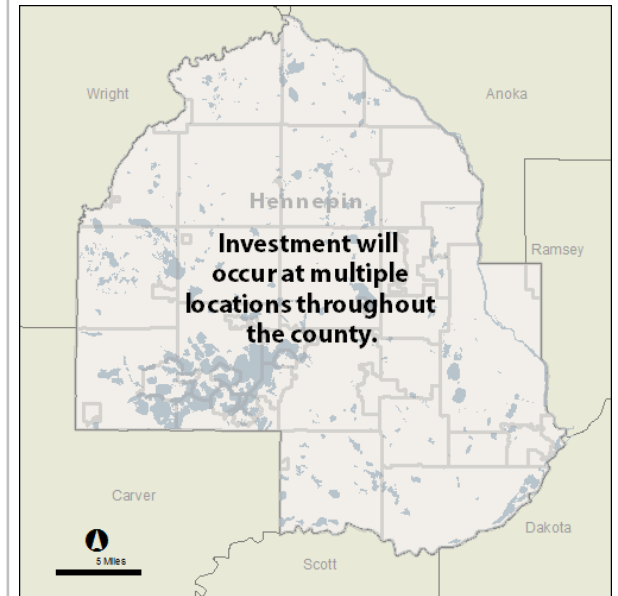 Wright
Anoka
Hennepin
Investment will
occur at multiple
locations throughout
the county.
Ramsey
Carver
Dakota
5 Miles
Scott